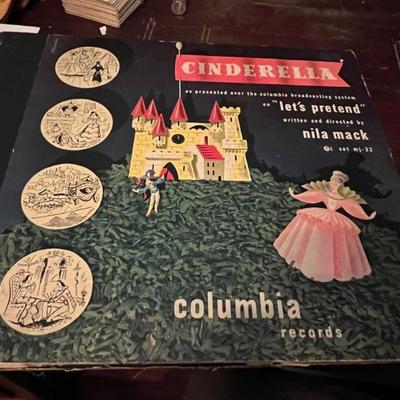 CINDERELLA
as presented over the columbia broadcasting system
on "let's pretend"
written and directed by
nila mack
set mj-32
columbia
records